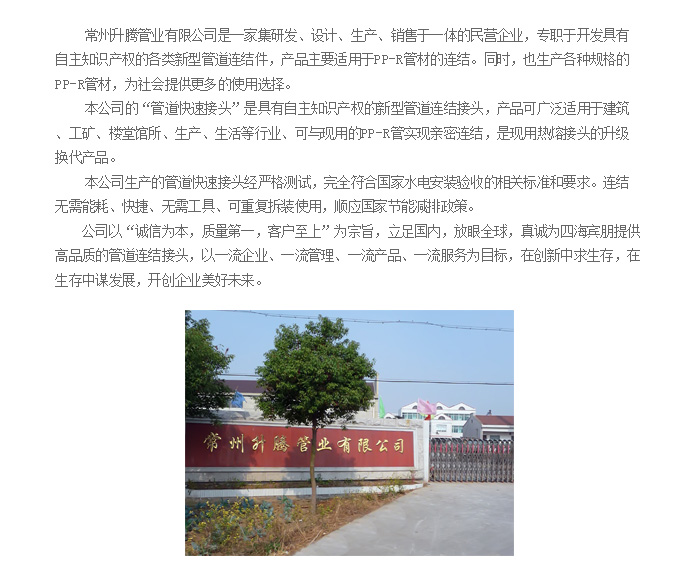 常州升腾管业有限公司是一家集研发、设计、生产、销售于一体的民营企业，专职于开发具有
自主知识产权的各类新型管道连结件，产品主要适用于PP-R管材的连结。同时，也生产各种规格的
PP-R管材，为社会提供更多的使用选择。
本公司的“管道快速接头”是具有自主知识产权的新型管道连结接头，产品可广泛适用于建筑
、工矿、楼堂馆所、生产、生活等行业、可与现用的PP-R管实现亲密连结，是现用热熔接头的升级
换代产品。
本公司生产的管道快速接头经严格测试，完全符合国家水电安装验收的相关标准和要求。连结
无需能耗、快捷、无需工具、可重复拆装使用，顺应国家节能减排政策。
公司以“诚信为本，质量第一，客户至上”为宗旨，立足国内，放眼全球，真诚为四海宾朋提供
高品质的管道连结接头，以一流企业、一流管理、一流产品、一流服务为目标，在创新中求生存，在
生存中谋发展，开创企业美好未来。
常州升腾管业有限公司